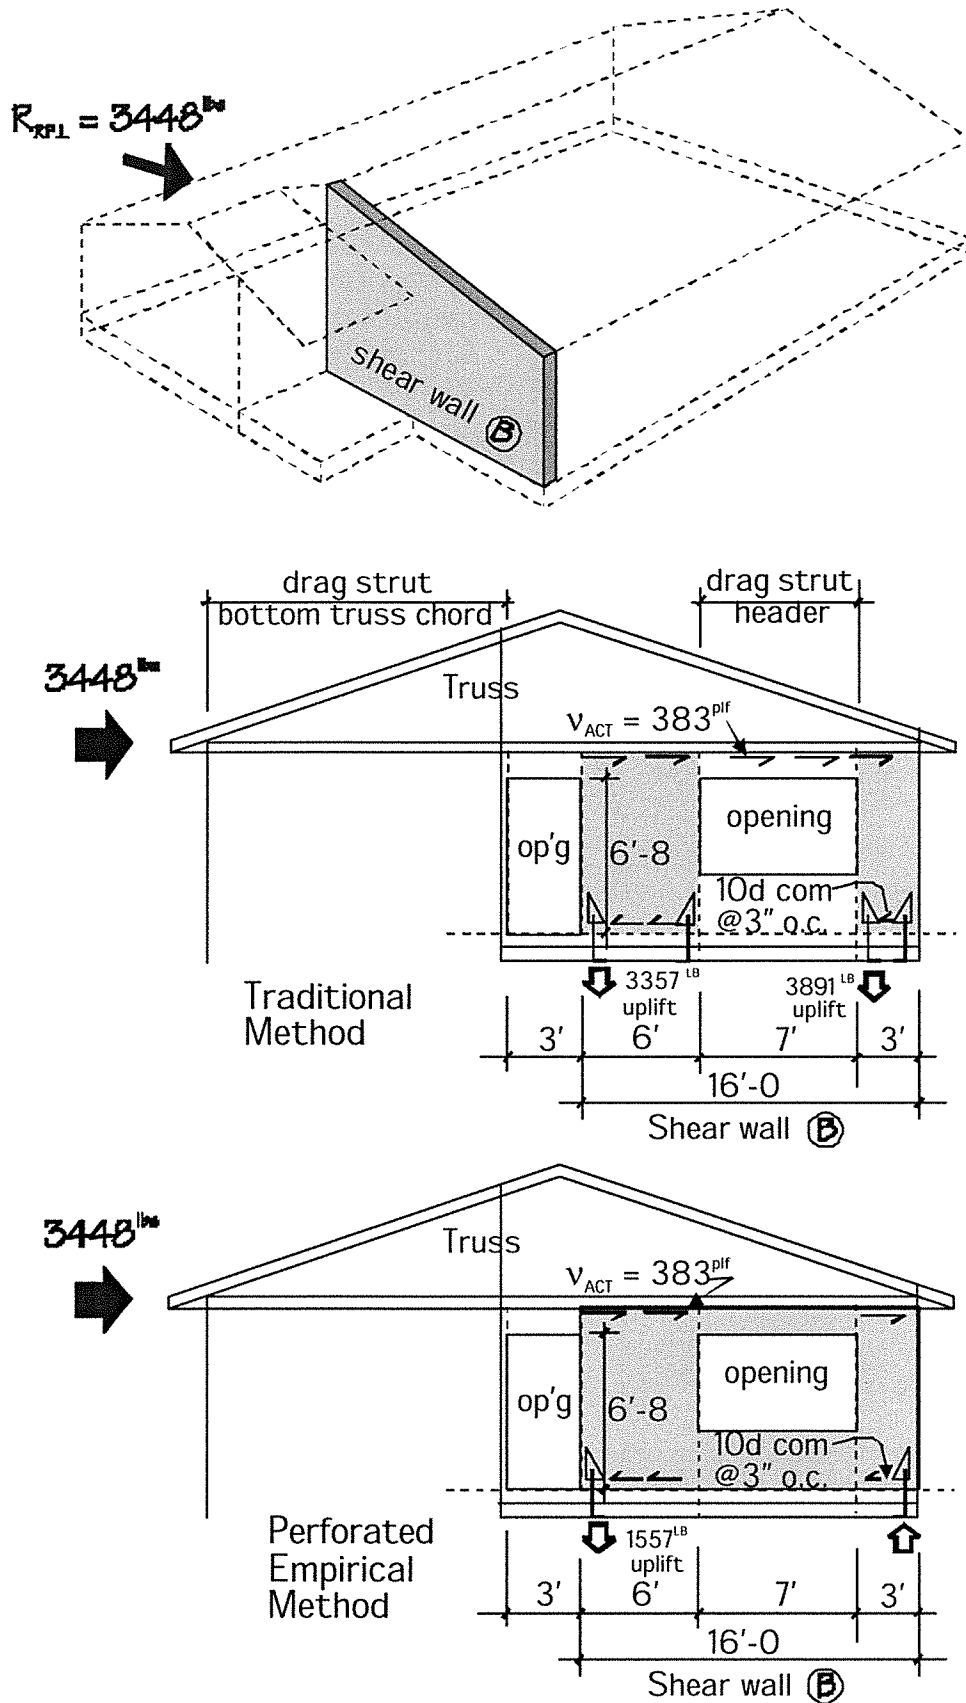 R_RP1 = 3448 lbs
shear wall B
drag strut
bottom truss chord
drag strut
header
3448 lbs
Truss
v_ACT = 383 plf
opening
op'g
6'-8
10d com
@3" o.c.
3357 LB
uplift
3891 LB
uplift
Traditional
Method
3' 6' 7' 3'
16'-0
Shear wall B
3448 lbs
Truss
v_ACT = 383 plf
opening
op'g
6'-8
10d com
@3" o.c.
1557 LB
uplift
Perforated
Empirical
Method
3' 6' 7' 3'
16'-0
Shear wall B